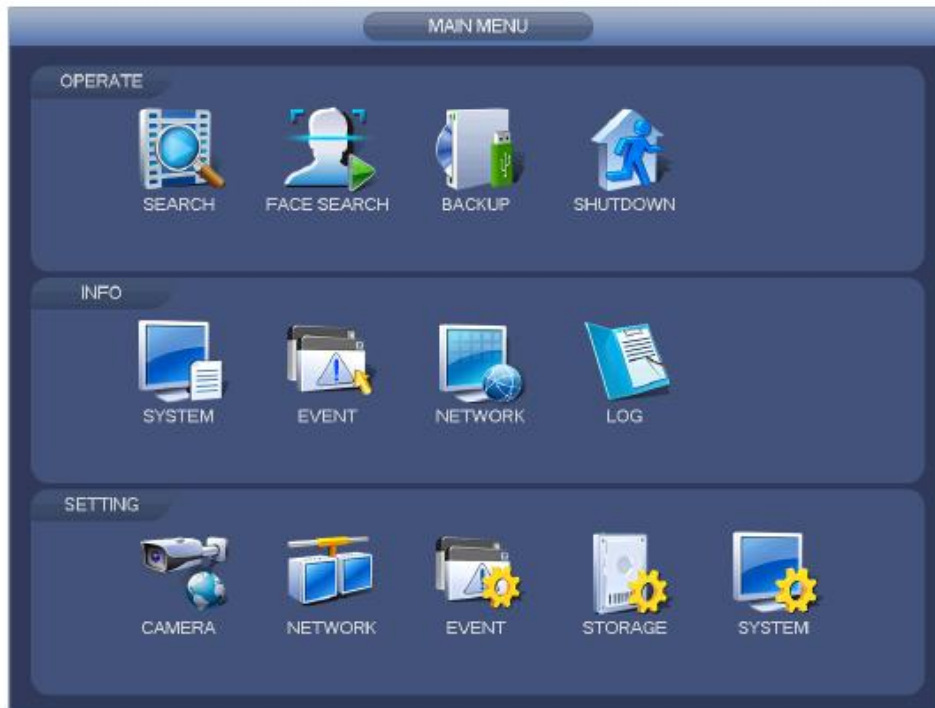 MAIN MENU
OPERATE
SEARCH FACE SEARCH BACKUP SHUTDOWN
INFO
SYSTEM EVENT NETWORK LOG
SETTING
CAMERA NETWORK EVENT STORAGE SYSTEM